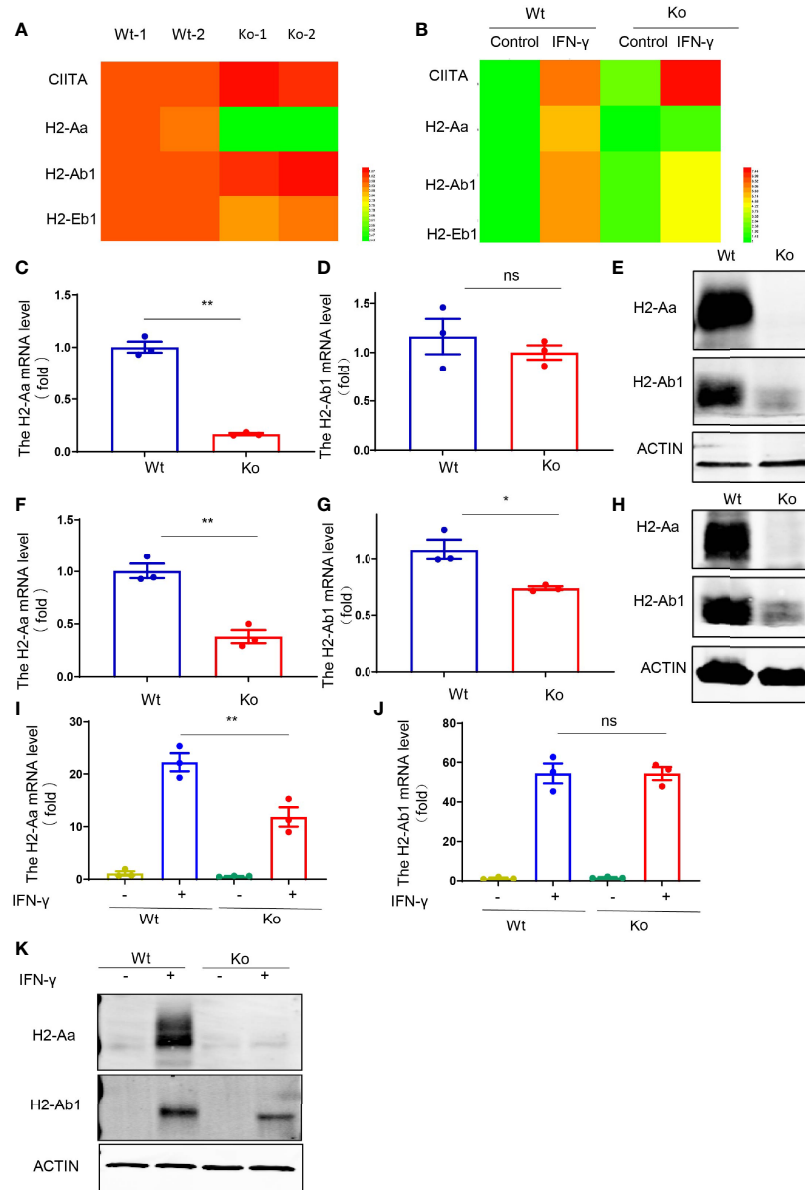 A
Wt-1 Wt-2 Ko-1 Ko-2
CIITA
H2-Aa
H2-Ab1
H2-Eb1
B
Wt Ko
Control IFN-γ Control IFN-γ
CIITA
H2-Aa
H2-Ab1
H2-Eb1
C
The H2-Aa mRNA level
( fold)
1.5
1.0
0.5
0.0
**
Wt Ko
D
The H2-Ab1 mRNA level
(fold)
1.5
1.0
0.5
0.0
ns
Wt Ko
E
Wt Ko
H2-Aa
H2-Ab1
ACTIN
F
The H2-Aa mRNA level
( fold)
1.5
1.0
0.5
0.0
**
Wt Ko
G
The H2-Ab1 mRNA level
(fold)
1.0
0.5
0.0
*
Wt Ko
H
Wt Ko
H2-Aa
H2-Ab1
ACTIN
I
The H2-Aa mRNA level
( fold)
30
20
10
0
**
IFN-γ - + - +
Wt Ko
J
The H2-Ab1 mRNA level
(fold)
80
60
40
20
0
ns
IFN-γ - + - +
Wt Ko
K
Wt Ko
IFN-γ - + - +
H2-Aa
H2-Ab1
ACTIN